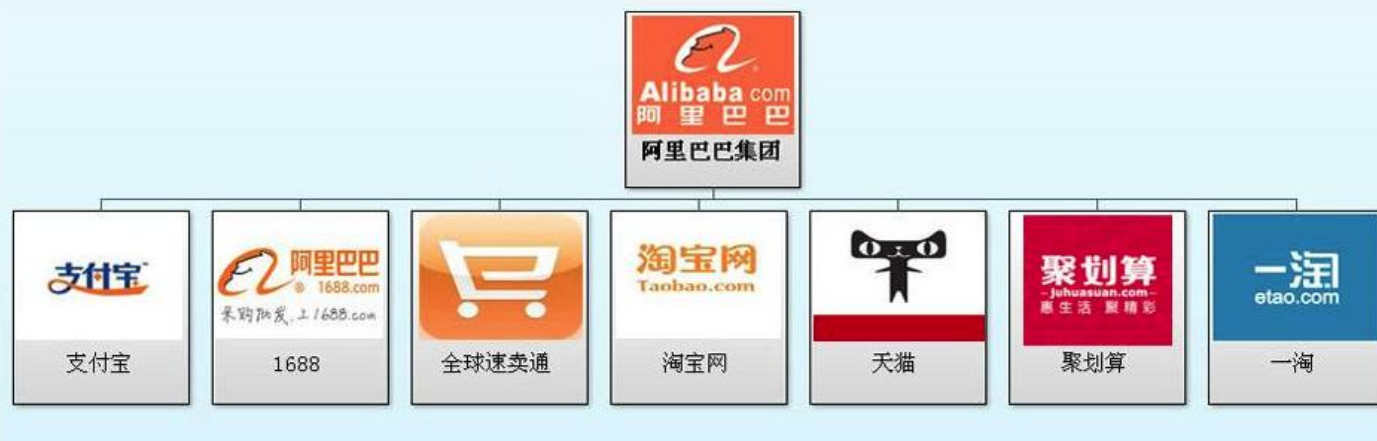 Alibaba.com
阿里巴巴
阿里巴巴集团
支付宝
支付宝
阿里巴巴
1688.com
采购批发,上1688.com
1688
全球速卖通
淘宝网
Taobao.com
淘宝网
天猫
聚划算
Juhuasuan.com
惠生活 聚精彩
聚划算
一淘
etao.com
一淘